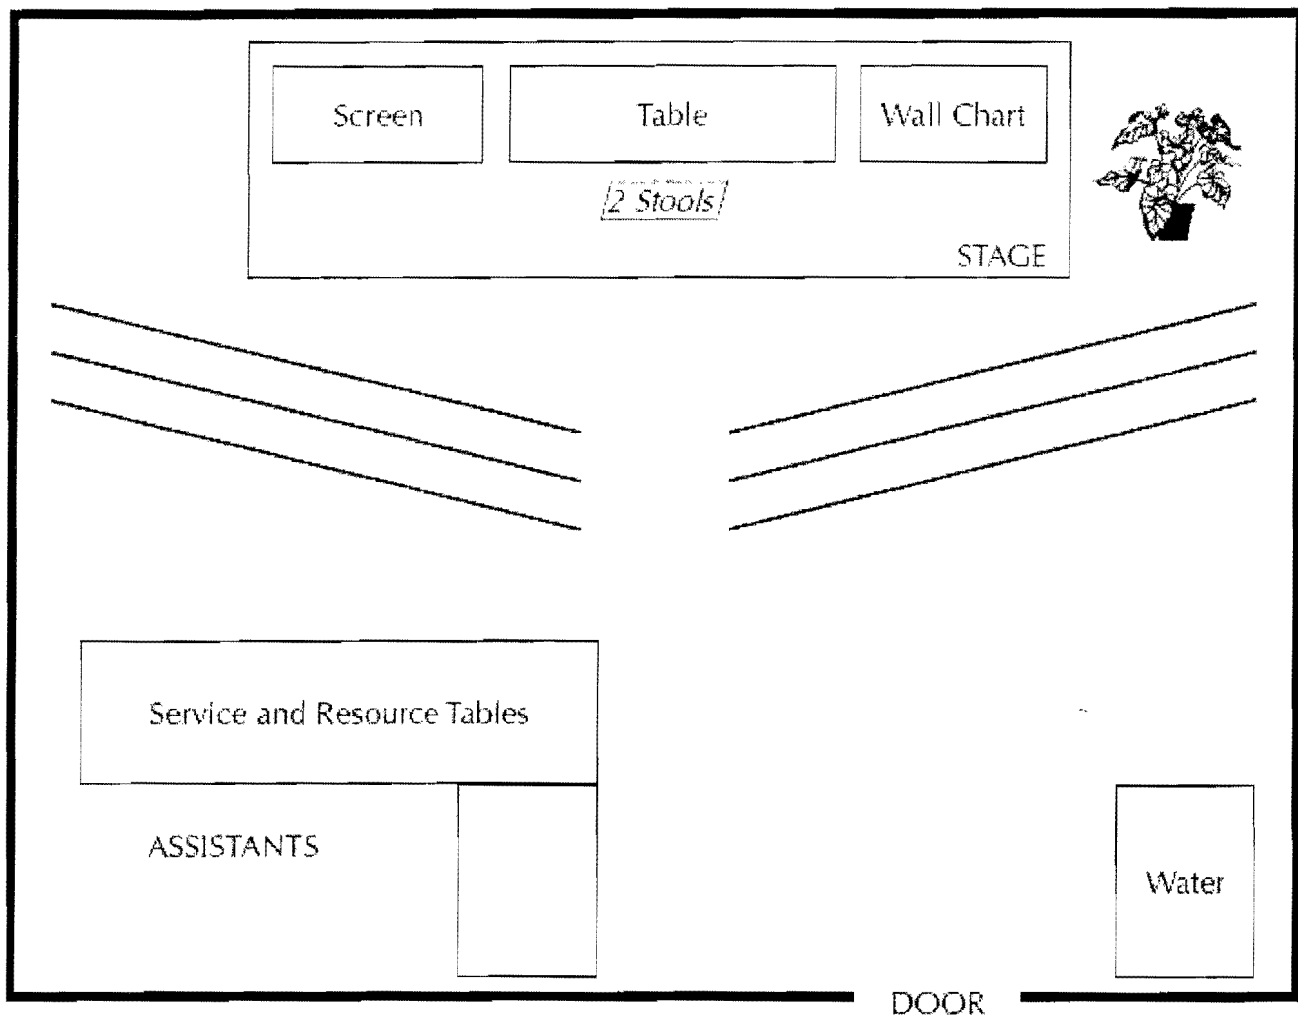 Screen
Table
Wall Chart
2 Stools
STAGE
Service and Resource Tables
ASSISTANTS
Water
DOOR